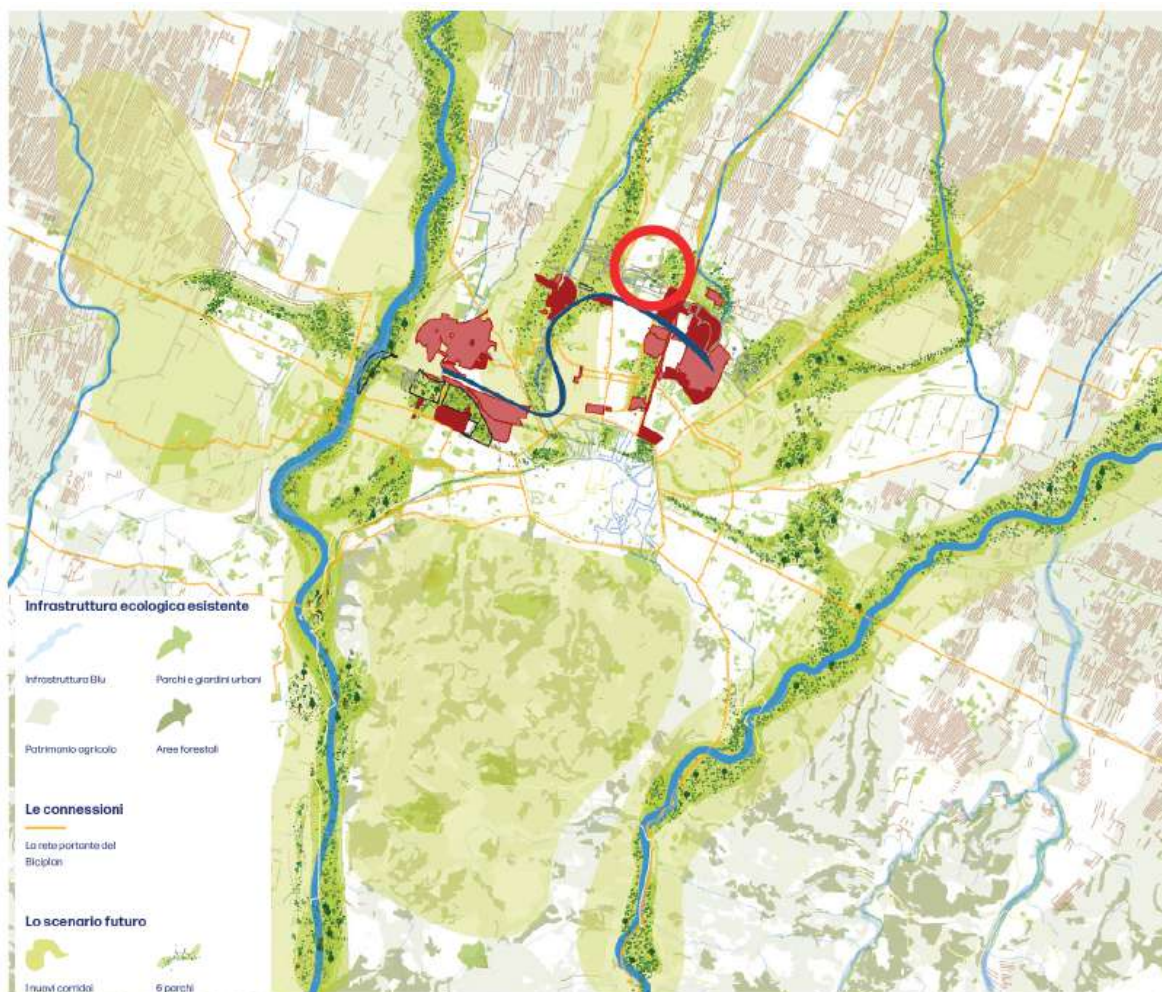 Infrastruttura ecologica esistente
Infrastruttura Blu
Parchi e giardini urbani
Patrimonio agricolo
Aree forestali
Le connessioni
La rete portante del
Biciplan
Lo scenario futuro
I nuovi corridoi
6 parchi